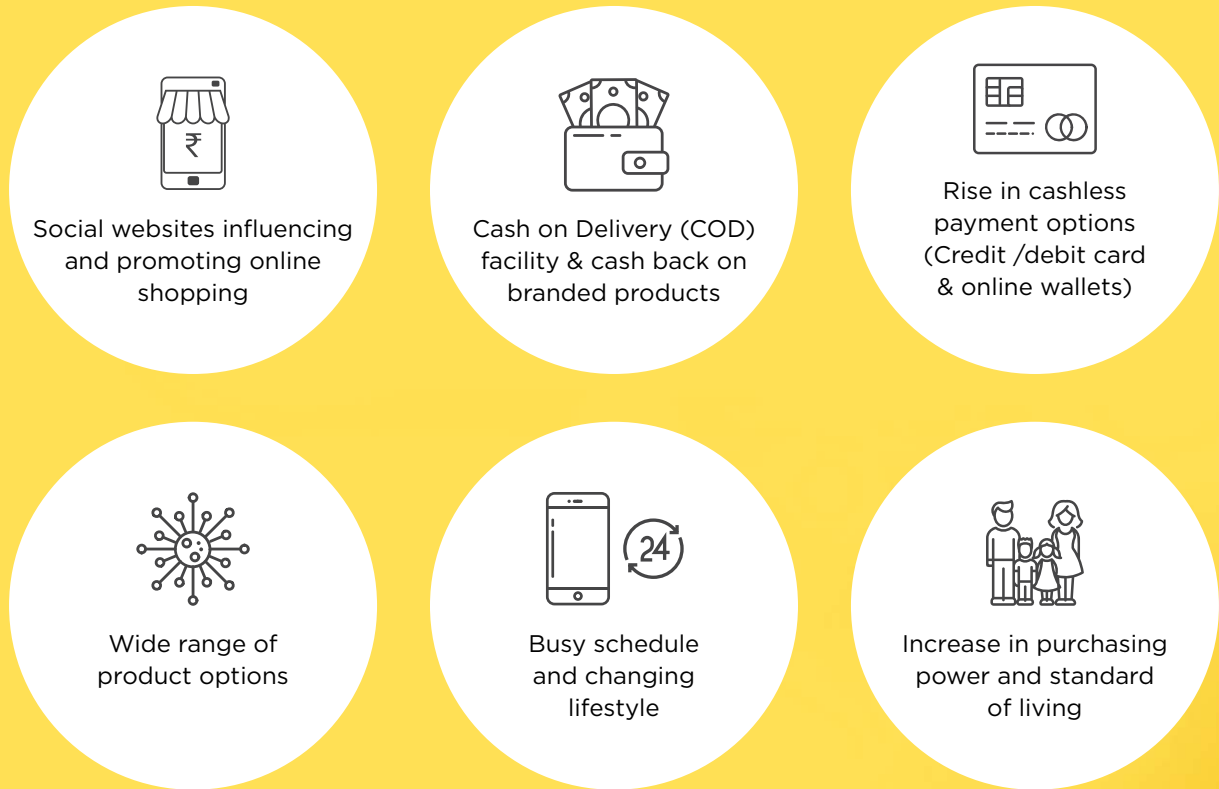 ₹
Social websites influencing
and promoting online
shopping
Cash on Delivery (COD)
facility & cash back on
branded products
Rise in cashless
payment options
(Credit /debit card
& online wallets)
Wide range of
product options
24
Busy schedule
and changing
lifestyle
Increase in purchasing
power and standard
of living